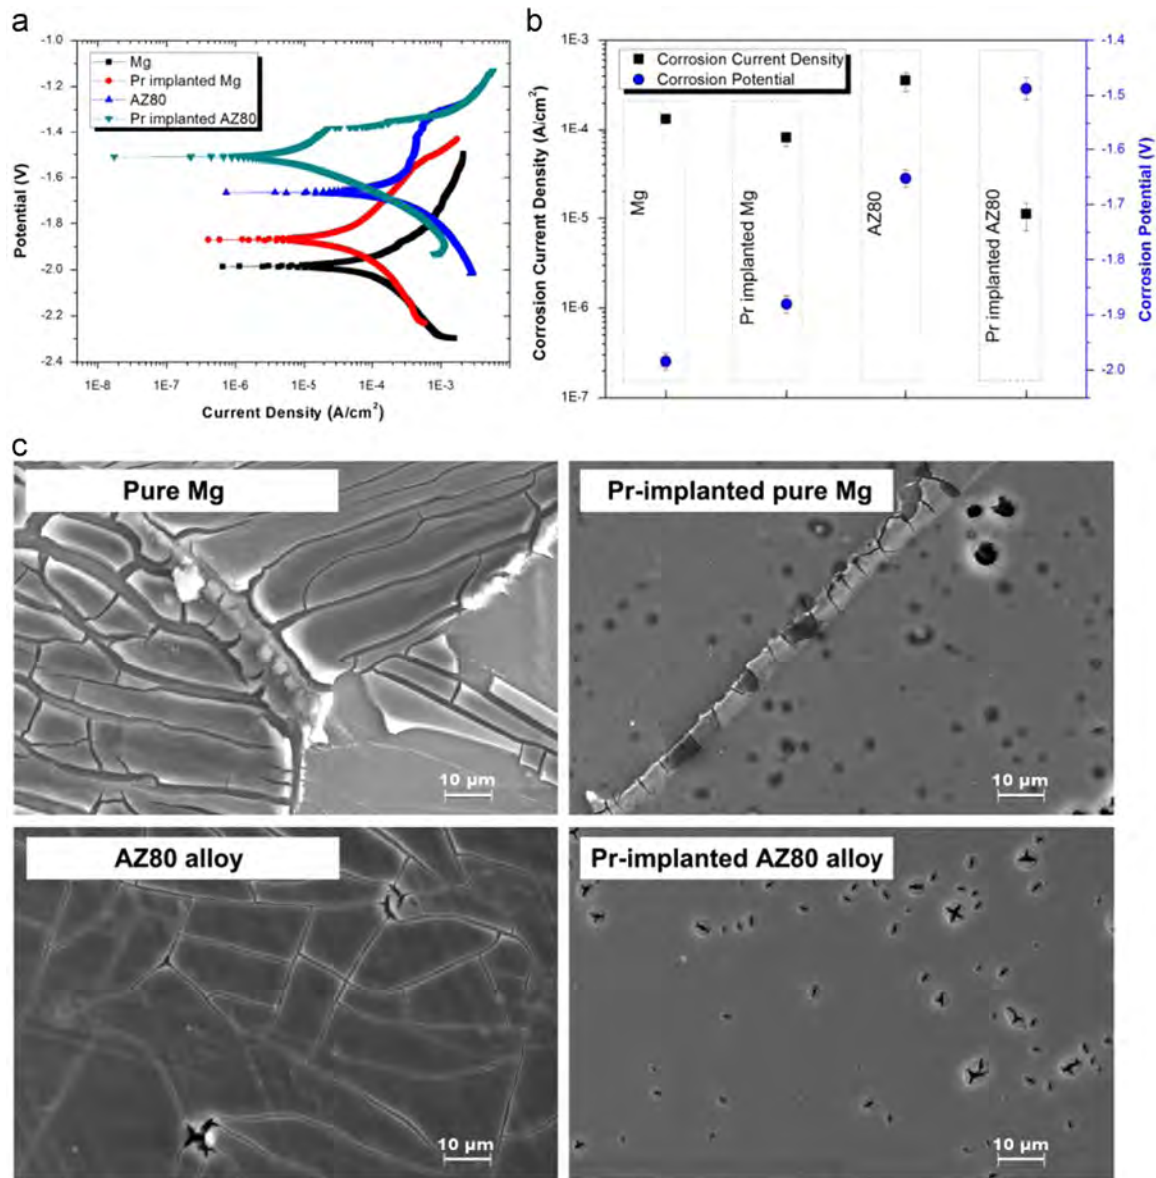 a
-1.0
-1.2
-1.4
-1.6
-1.8
-2.0
-2.2
-2.4
Potential (V)
Mg
Pr implanted Mg
AZ80
Pr implanted AZ80
1E-8 1E-7 1E-6 1E-5 1E-4 1E-3
Current Density (A/cm²)
b
1E-3
1E-4
1E-5
1E-6
1E-7
Corrosion Current Density (A/cm²)
Corrosion Current Density
Corrosion Potential
Mg
Pr implanted Mg
AZ80
Pr implanted AZ80
-1.4
-1.5
-1.6
-1.7
-1.8
-1.9
-2.0
Corrosion Potential (V)
c
Pure Mg
10 µm
Pr-implanted pure Mg
10 µm
AZ80 alloy
10 µm
Pr-implanted AZ80 alloy
10 µm